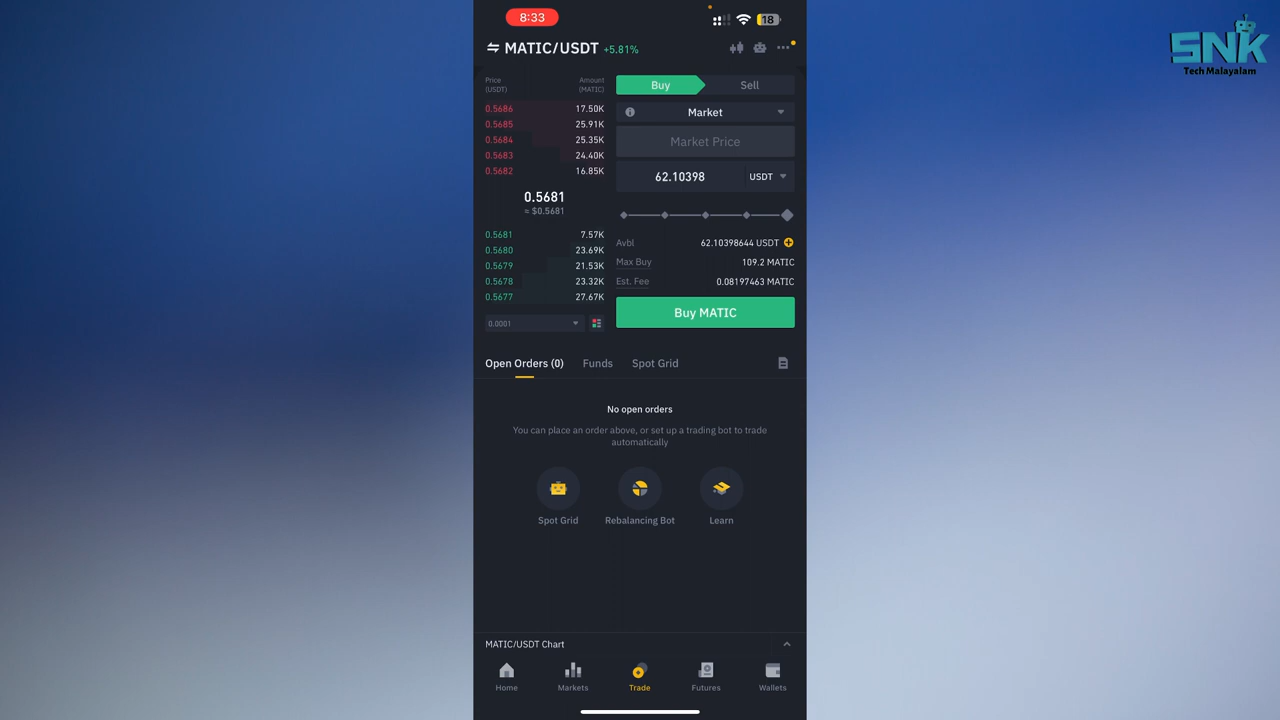 8:33
18
MATIC/USDT +5.81%
SNK
Tech Malayalam
Price
(USDT)
Amount
(MATIC)
0.5686 17.50K
0.5685 25.91K
0.5684 25.35K
0.5683 24.40K
0.5682 16.85K
0.5681
≈ $0.5681
0.5681 7.57K
0.5680 23.69K
0.5679 21.53K
0.5678 23.32K
0.5677 27.67K
0.0001
Buy Sell
Market
Market Price
62.10398 USDT
Avbl 62.10398644 USDT
Max Buy 109.2 MATIC
Est. Fee 0.08197463 MATIC
Buy MATIC
Open Orders (0) Funds Spot Grid
No open orders
You can place an order above, or set up a trading bot to trade
automatically
Spot Grid Rebalancing Bot Learn
MATIC/USDT Chart
Home Markets Trade Futures Wallets